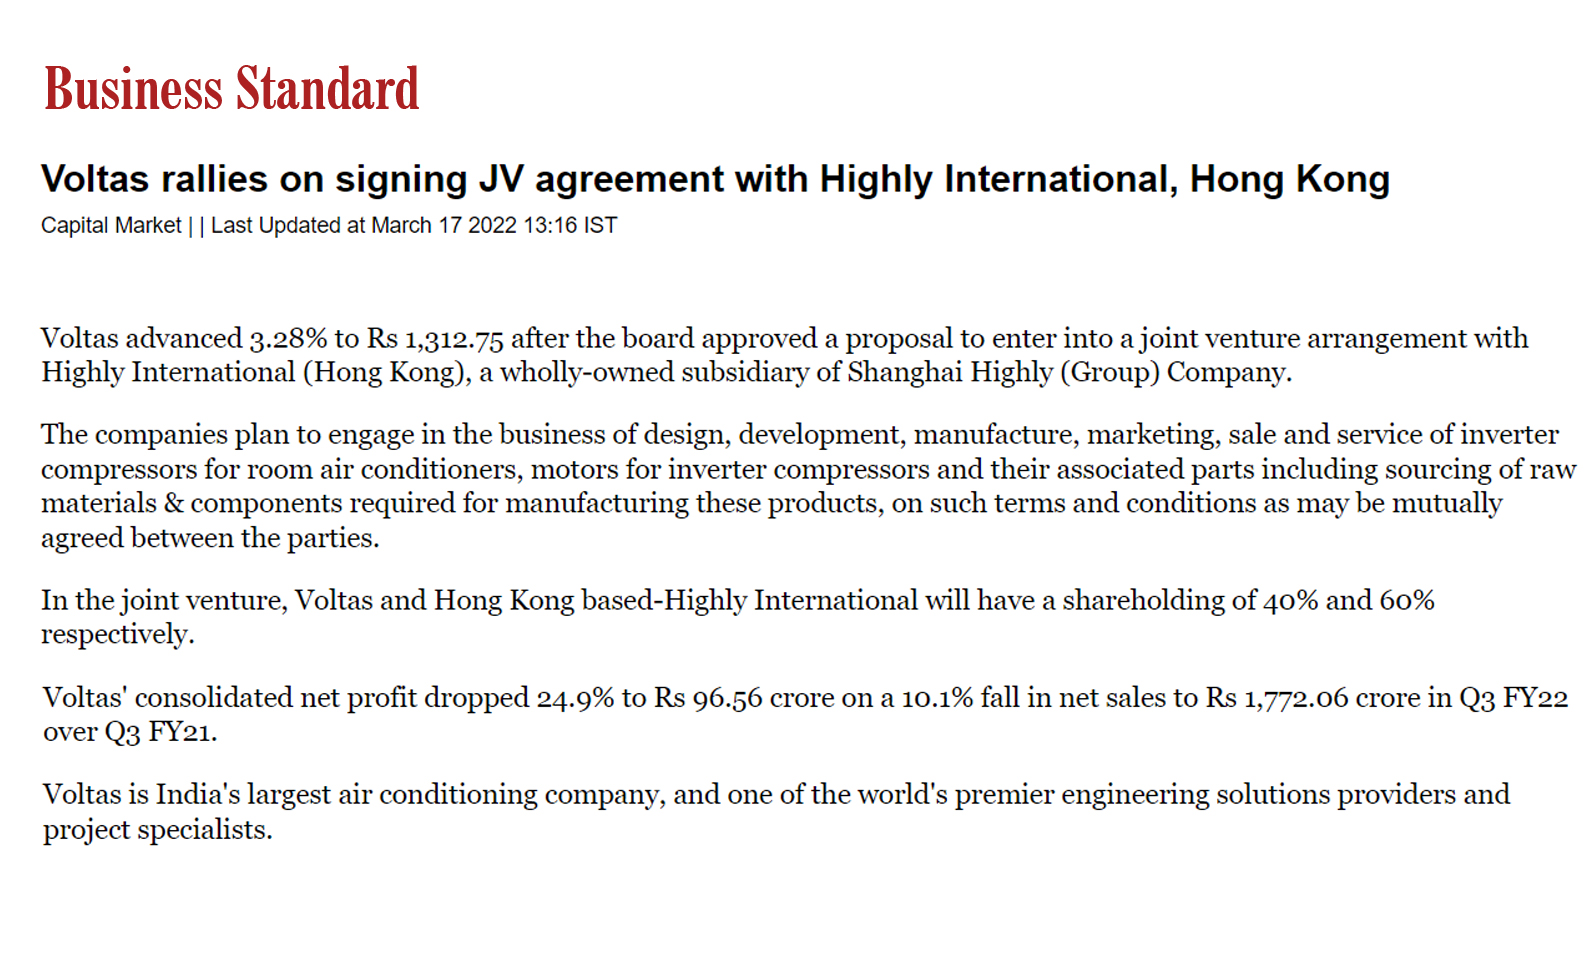 Business Standard
Voltas rallies on signing JV agreement with Highly International, Hong Kong
Capital Market | | Last Updated at March 17 2022 13:16 IST
Voltas advanced 3.28% to Rs 1,312.75 after the board approved a proposal to enter into a joint venture arrangement with
Highly International (Hong Kong), a wholly-owned subsidiary of Shanghai Highly (Group) Company.
The companies plan to engage in the business of design, development, manufacture, marketing, sale and service of inverter
compressors for room air conditioners, motors for inverter compressors and their associated parts including sourcing of raw
materials & components required for manufacturing these products, on such terms and conditions as may be mutually
agreed between the parties.
In the joint venture, Voltas and Hong Kong based-Highly International will have a shareholding of 40% and 60%
respectively.
Voltas' consolidated net profit dropped 24.9% to Rs 96.56 crore on a 10.1% fall in net sales to Rs 1,772.06 crore in Q3 FY22
over Q3 FY21.
Voltas is India's largest air conditioning company, and one of the world's premier engineering solutions providers and
project specialists.